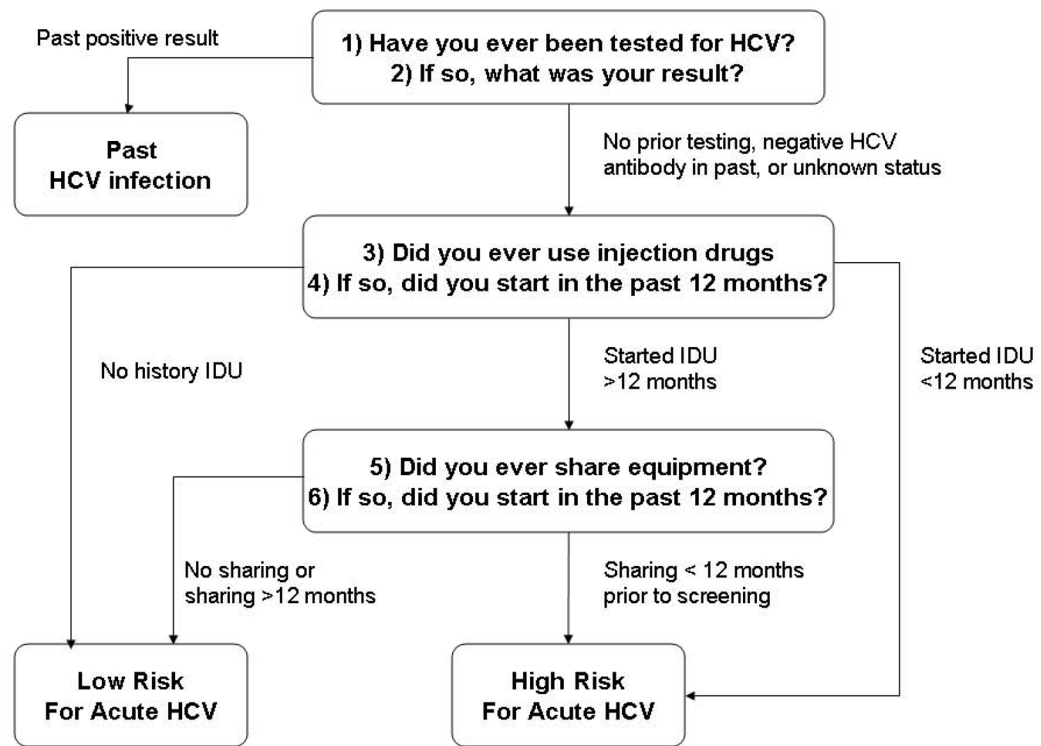 Past positive result
1) Have you ever been tested for HCV?
2) If so, what was your result?
Past
HCV infection
No prior testing, negative HCV
antibody in past, or unknown status
3) Did you ever use injection drugs
4) If so, did you start in the past 12 months?
No history IDU
Started IDU
>12 months
Started IDU
<12 months
5) Did you ever share equipment?
6) If so, did you start in the past 12 months?
No sharing or
sharing >12 months
Sharing < 12 months
prior to screening
Low Risk
For Acute HCV
High Risk
For Acute HCV